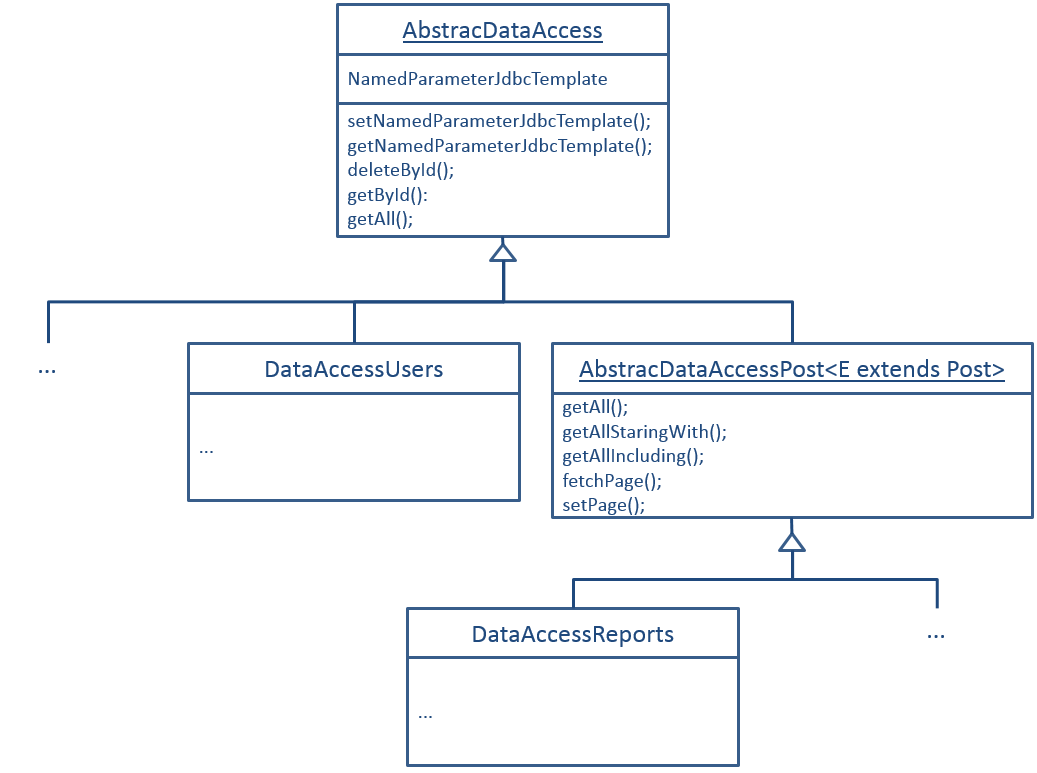 AbstracDataAccess
NamedParameterJdbcTemplate
setNamedParameterJdbcTemplate();
getNamedParameterJdbcTemplate();
deleteById();
getById():
getAll();
...
DataAccessUsers
...
AbstracDataAccessPost<E extends Post>
getAll();
getAllStaringWith();
getAllIncluding();
fetchPage();
setPage();
DataAccessReports
...
...